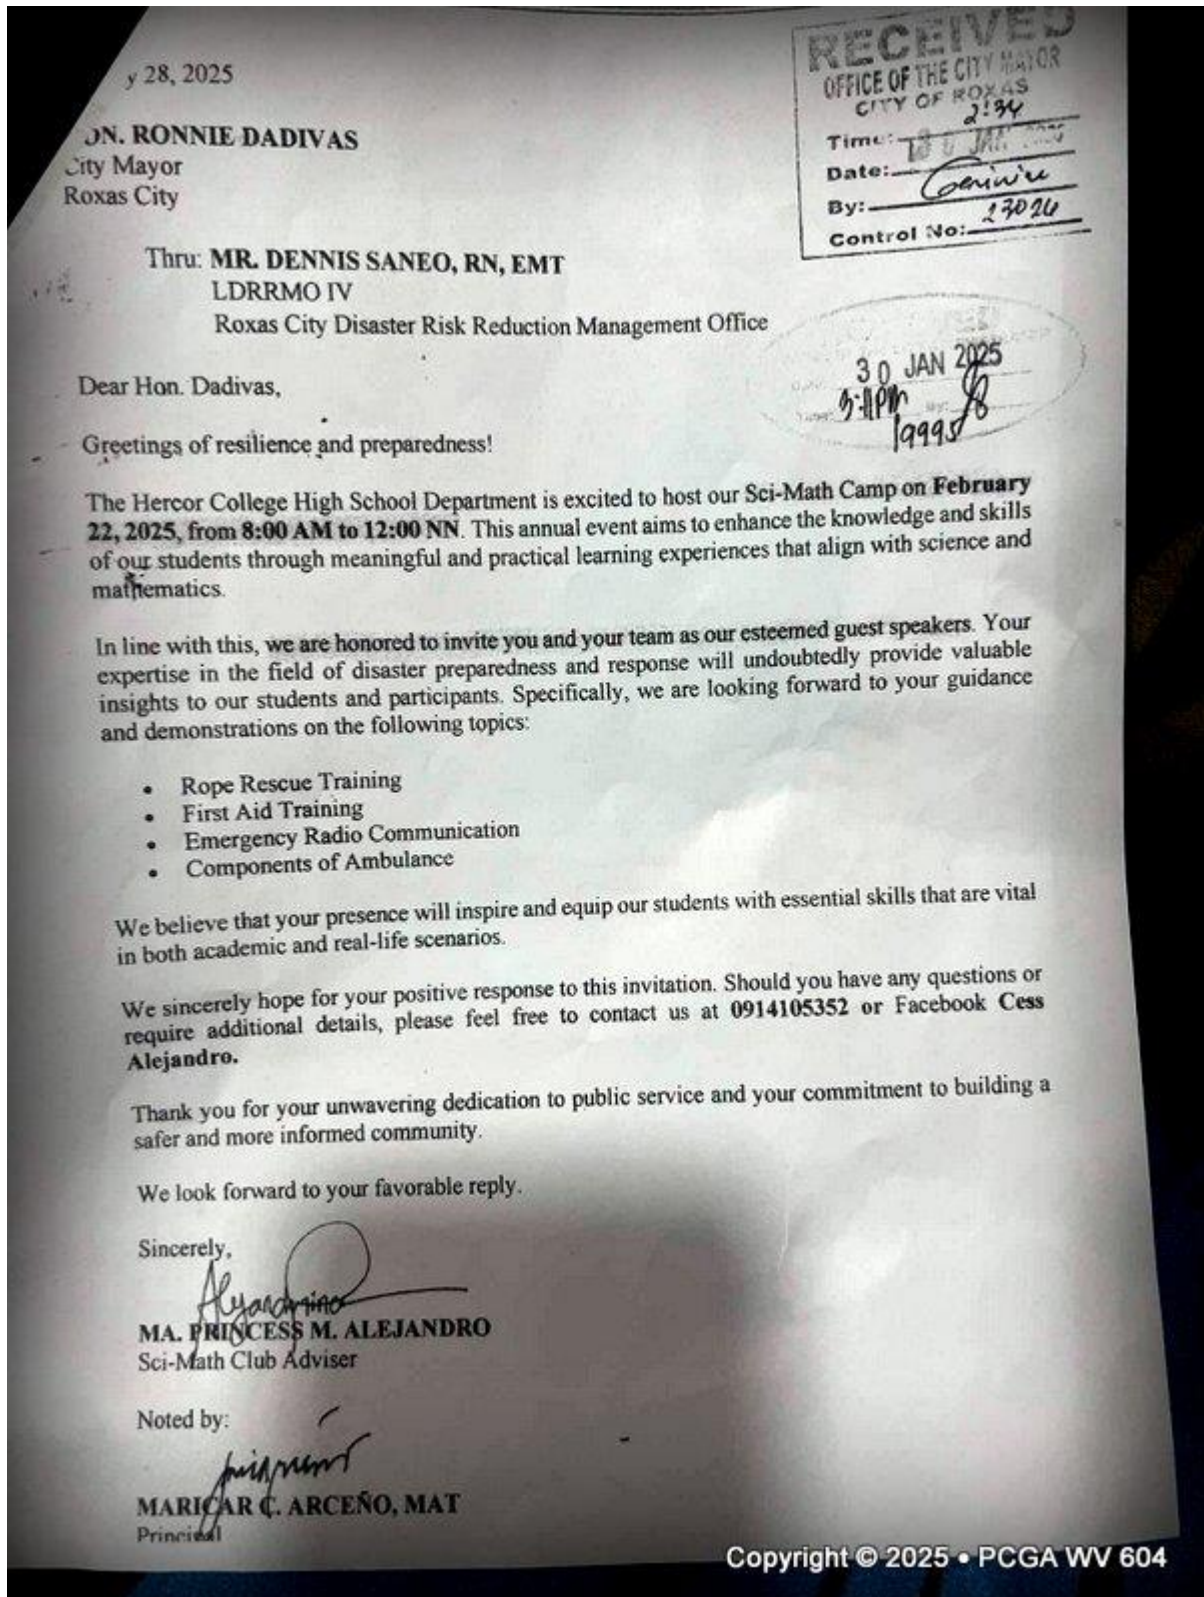 y 28, 2025
RECEIVED
OFFICE OF THE CITY MAYOR
CITY OF ROXAS
Time: 2:34
Date: 30 JAN
By:
Control No: 23026
ON. RONNIE DADIVAS
City Mayor
Roxas City
Thru: MR. DENNIS SANEO, RN, EMT
LDRRMO IV
Roxas City Disaster Risk Reduction Management Office
30 JAN 2025
3:11PM
19995
Dear Hon. Dadivas,
Greetings of resilience and preparedness!
The Hercor College High School Department is excited to host our Sci-Math Camp on February
22, 2025, from 8:00 AM to 12:00 NN. This annual event aims to enhance the knowledge and skills
of our students through meaningful and practical learning experiences that align with science and
mathematics.
In line with this, we are honored to invite you and your team as our esteemed guest speakers. Your
expertise in the field of disaster preparedness and response will undoubtedly provide valuable
insights to our students and participants. Specifically, we are looking forward to your guidance
and demonstrations on the following topics:
• Rope Rescue Training
• First Aid Training
• Emergency Radio Communication
• Components of Ambulance
We believe that your presence will inspire and equip our students with essential skills that are vital
in both academic and real-life scenarios.
We sincerely hope for your positive response to this invitation. Should you have any questions or
require additional details, please feel free to contact us at 0914105352 or Facebook Cess
Alejandro.
Thank you for your unwavering dedication to public service and your commitment to building a
safer and more informed community.
We look forward to your favorable reply.
Sincerely,
MA. PRINCESS M. ALEJANDRO
Sci-Math Club Adviser
Noted by:
MARICAR C. ARCEÑO, MAT
Principal
Copyright © 2025 • PCGA WV 604